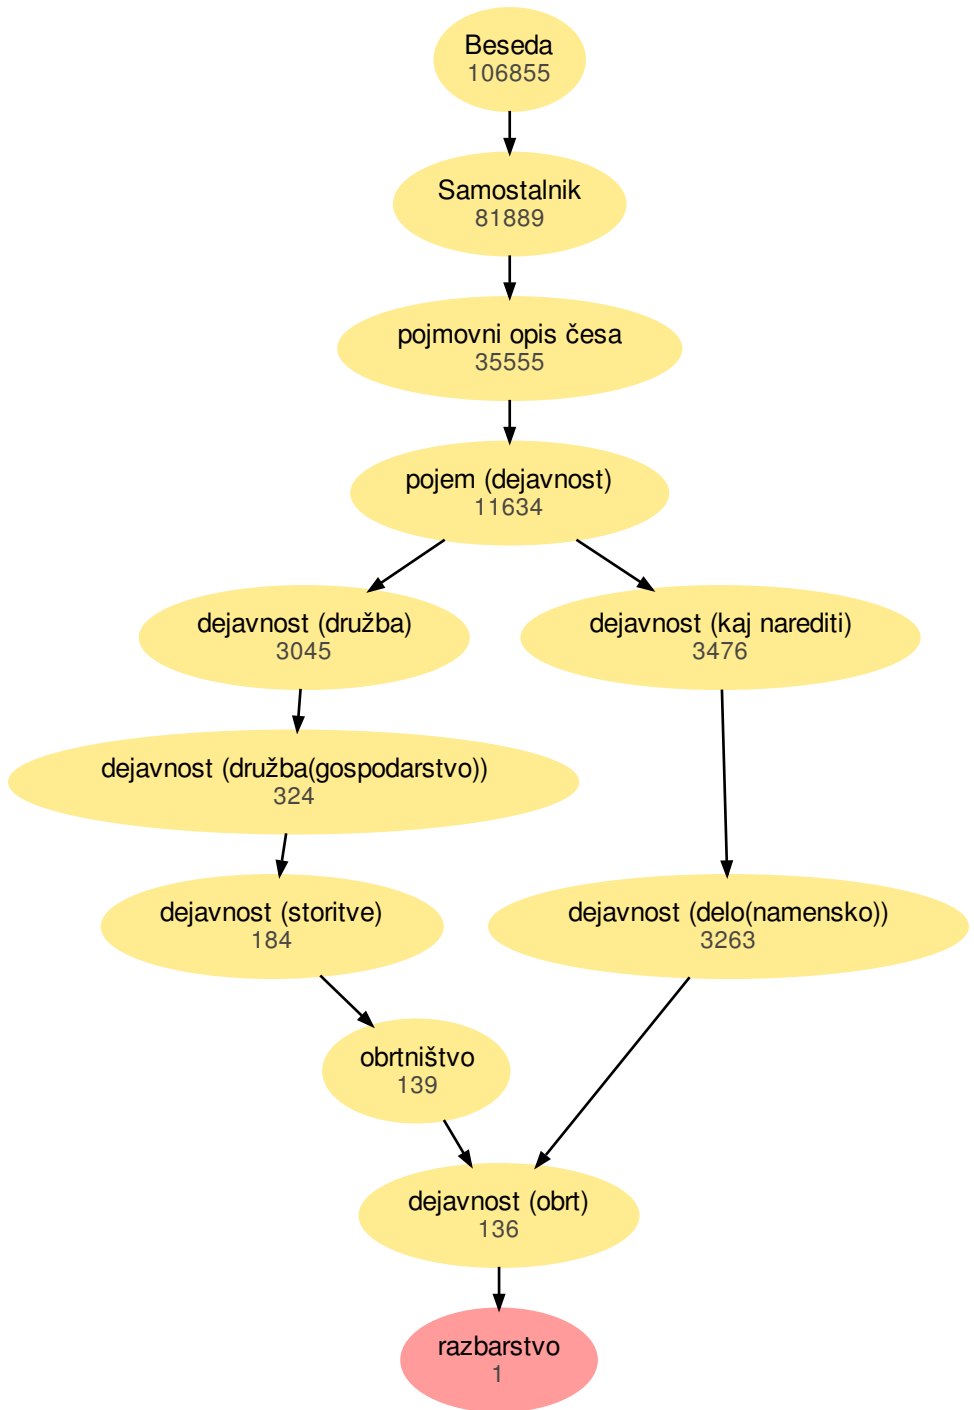 Beseda
106855
Samostalnik
81889
pojmovni opis česa
35555
pojem (dejavnost)
11634
dejavnost (družba)
3045
dejavnost (kaj narediti)
3476
dejavnost (družba(gospodarstvo))
324
dejavnost (storitve)
184
dejavnost (delo(namensko))
3263
obrtništvo
139
dejavnost (obrt)
136
razbarstvo
1